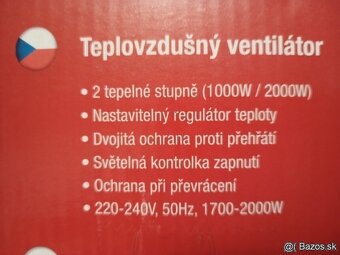 Teplovzdušný ventilátor
• 2 tepelné stupně (1000W / 2000W)
• Nastavitelný regulátor teploty
• Dvojitá ochrana proti přehřátí
• Světelná kontrolka zapnutí
• Ochrana při převrácení
• 220-240V, 50Hz, 1700-2000W
@( Bazos.sk